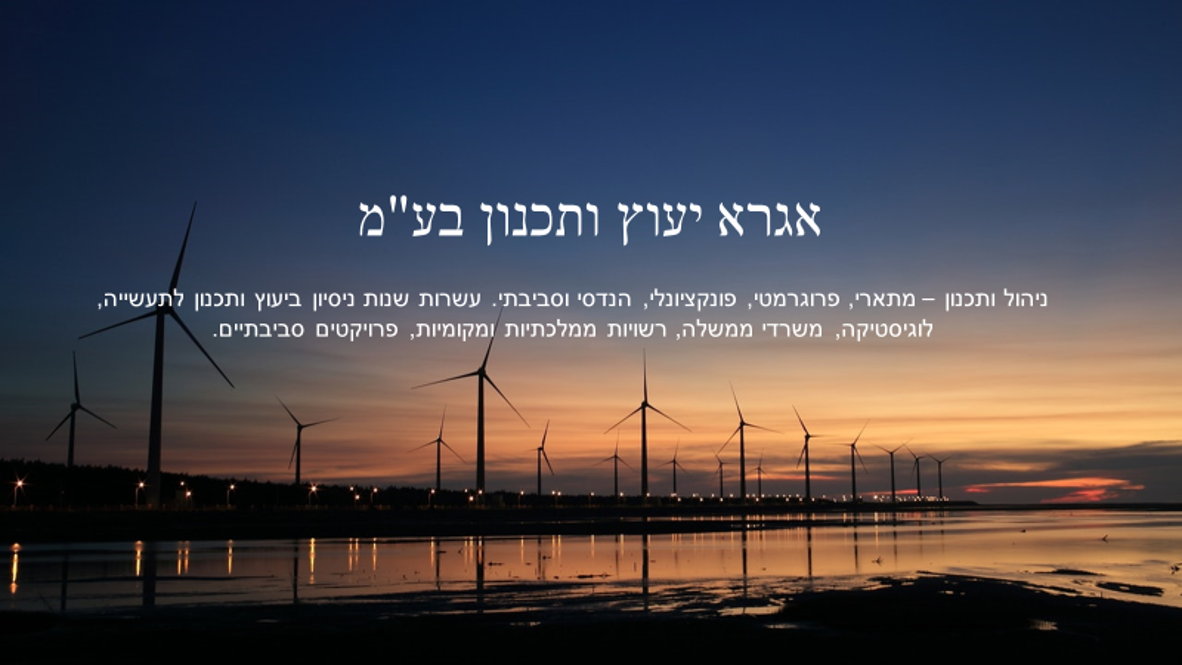 אגרא יעוץ ותכנון בע"מ
ניהול ותכנון – מתארי, פרוגרמטי, פונקציונלי, הנדסי וסביבתי. עשרות שנות ניסיון ביעוץ ותכנון לתעשייה,
לוגיסטיקה, משרדי ממשלה, רשויות ממלכתיות ומקומיות, פרויקטים סביבתיים.